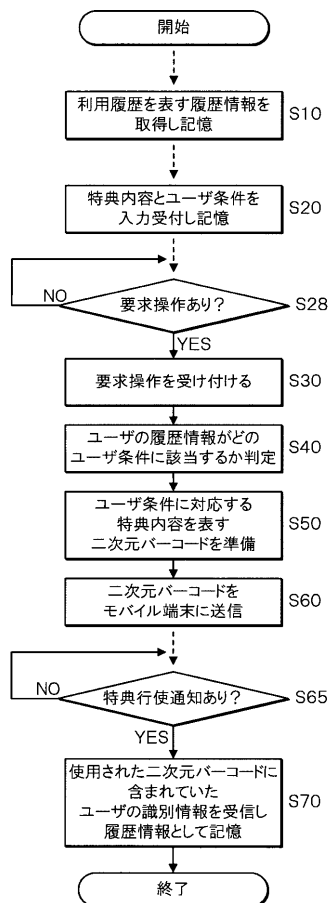 開始
利用履歴を表す履歴情報を
取得し記憶
S10
特典内容とユーザ条件を
入力受付し記憶
S20
NO
要求操作あり?
S28
YES
要求操作を受け付ける
S30
ユーザの履歴情報がどの
ユーザ条件に該当するか判定
S40
ユーザ条件に対応する
特典内容を表す
二次元バーコードを準備
S50
二次元バーコードを
モバイル端末に送信
S60
NO
特典行使通知あり?
S65
YES
使用された二次元バーコードに
含まれていた
ユーザの識別情報を受信し
履歴情報として記憶
S70
終了